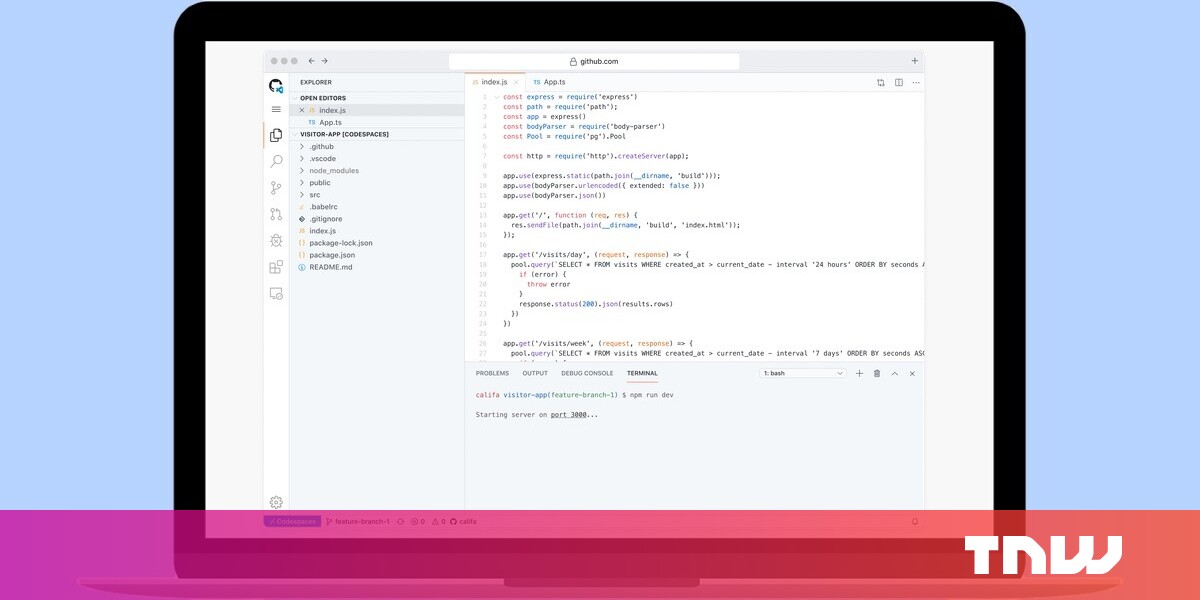 github.com
EXPLORER
OPEN EDITORS
JS index.js
TS App.ts
VISITOR-APP [CODESPACES]
.github
.vscode
node_modules
public
src
.babelrc
.gitignore
JS index.js
{ } package-lock.json
{ } package.json
README.md
JS index.js
TS App.ts
1 const express = require('express')
2 const path = require('path');
3 const app = express()
4 const bodyParser = require('body-parser')
5 const Pool = require('pg').Pool
6
7 const http = require('http').createServer(app);
8
9 app.use(express.static(path.join(__dirname, 'build')));
10 app.use(bodyParser.urlencoded({ extended: false }))
11 app.use(bodyParser.json())
12
13 app.get('/', function (req, res) {
14 res.sendFile(path.join(__dirname, 'build', 'index.html'));
15 });
16
17 app.get('/visits/day', (request, response) => {
18 pool.query(`SELECT * FROM visits WHERE created_at > current_date - interval '24 hours' ORDER BY seconds A
19 if (error) {
20 throw error
21 }
22 response.status(200).json(results.rows)
23 })
24 })
25
26 app.get('/visits/week', (request, response) => {
27 pool.query(`SELECT * FROM visits WHERE created_at > current_date - interval '7 days' ORDER BY seconds ASC
PROBLEMS OUTPUT DEBUG CONSOLE TERMINAL 1: bash
califa visitor-app(feature-branch-1) $ npm run dev
Starting server on port 3000...
Codespaces feature-branch-1 0 0 califa
TNW